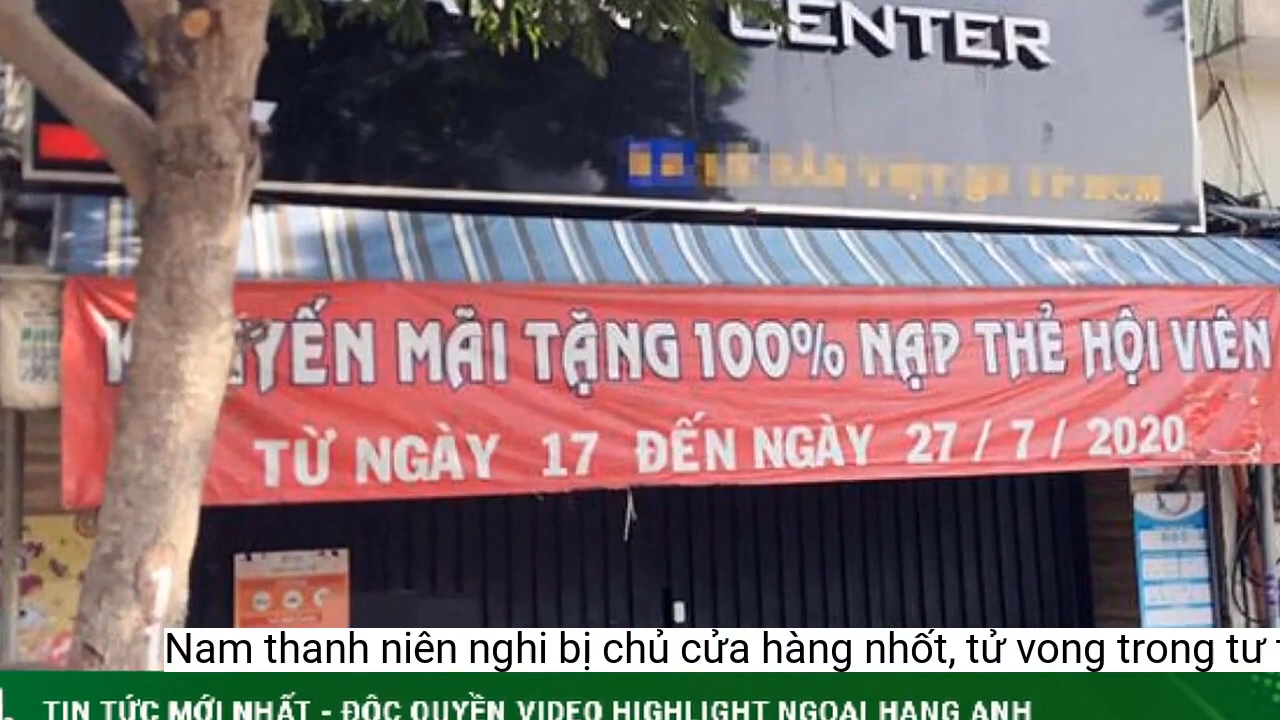 CENTER
KHUYẾN MÃI TẶNG 100% NẠP THẺ HỘI VIÊN
TỪ NGÀY 17 ĐẾN NGÀY 27 / 7 / 2020
Nam thanh niên nghi bị chủ cửa hàng nhốt, tử vong trong tư
TIN TỨC MỚI NHẤT - ĐỘC QUYỀN VIDEO HIGHLIGHT NGOẠI HẠNG ANH